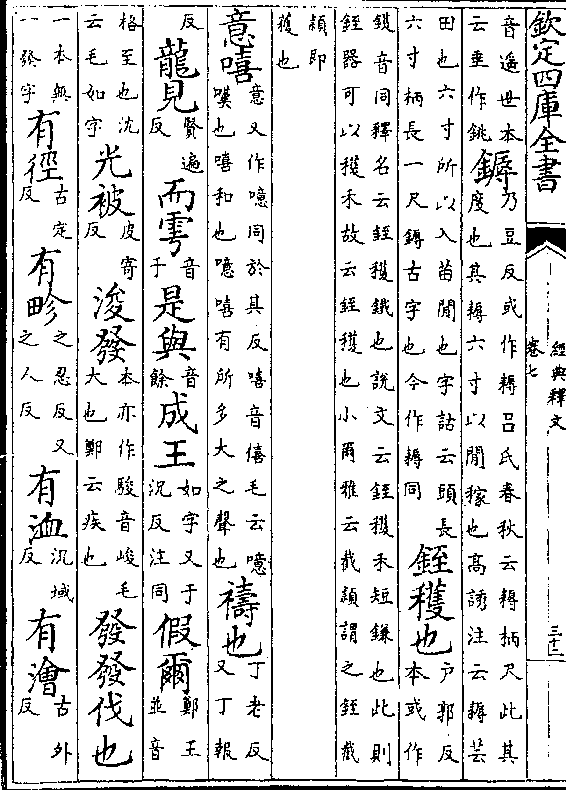 欽定四庫全書
經典釋文
卷七
三十二
音遥世本云垂作銚鎒乃豆反或作耨吕氏春秋云耨柄尺此其度也其耨六寸以間稼也高誘注云耨芸
田也六寸所以入苗間也字詁云頭長六寸柄長一尺鎒古字也今作耨同銍穫也户郭反本或作
鑊音同釋名云銍穫鐵也說文云銍穫禾短鎌也此則銍器可以穫禾故云銍穫也小爾雅云截頴謂之銍截
頴即穫也
意嘻意又作噫同於其反嘻音僖毛云噫嘆也嘻和也噫嘻有所多大之聲也禱也丁老反又丁報
反龍見賢遍反而雩音于是與音餘成王如字又于況反注同假爾鄭王並音
格至也沈云毛如字光被皮寄反浚發本亦作駿音峻毛大也鄭云疾也發發伐也
一本無一發字有徑古定反有畛之忍反又之人反有洫況域反有澮古外反